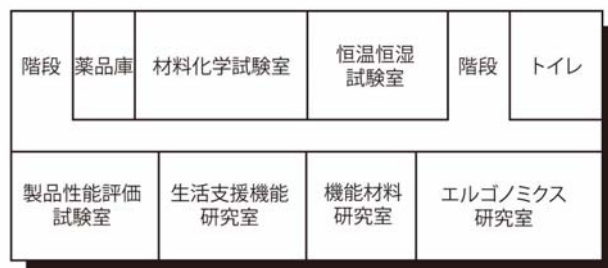 階段
薬品庫
材料化学試験室
恒温恒湿
試験室
階段
トイレ
製品性能評価
試験室
生活支援機能
研究室
機能材料
研究室
エルゴノミクス
研究室